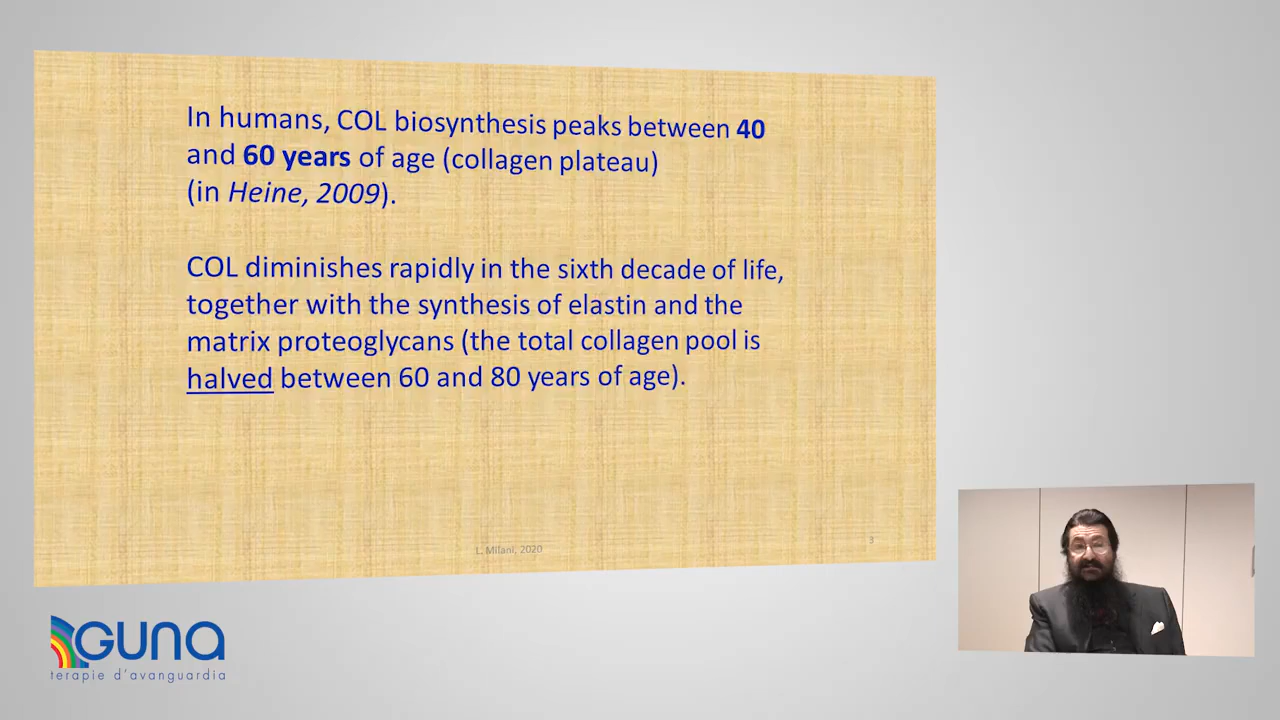 In humans, COL biosynthesis peaks between 40
and 60 years of age (collagen plateau)
(in Heine, 2009).
COL diminishes rapidly in the sixth decade of life,
together with the synthesis of elastin and the
matrix proteoglycans (the total collagen pool is
halved between 60 and 80 years of age).
L. Milani, 2020
3
GUNA
terapie d'avanguardia